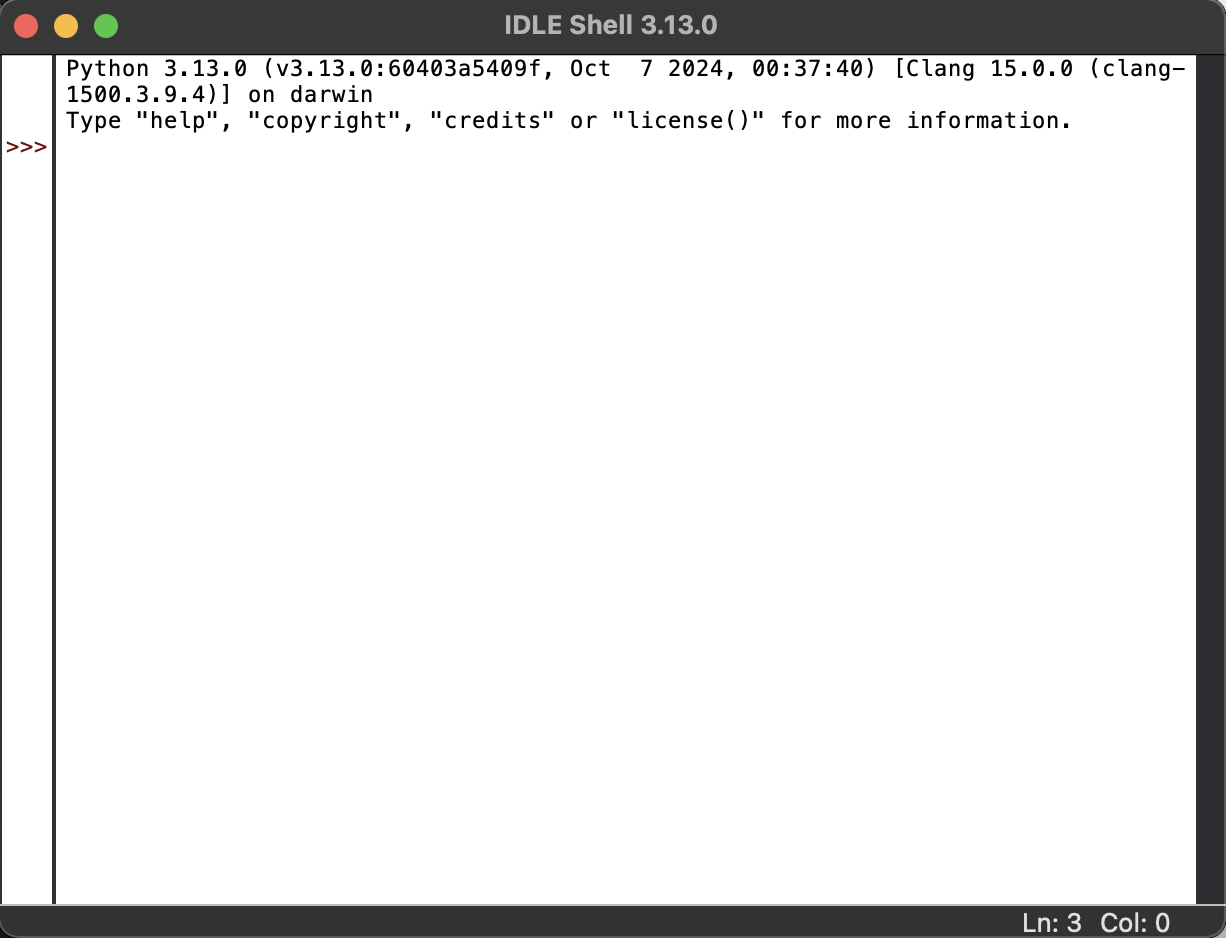 IDLE Shell 3.13.0
Python 3.13.0 (v3.13.0:60403a5409f, Oct  7 2024, 00:37:40) [Clang 15.0.0 (clang-
1500.3.9.4)] on darwin
Type "help", "copyright", "credits" or "license()" for more information.
>>>
Ln: 3  Col: 0